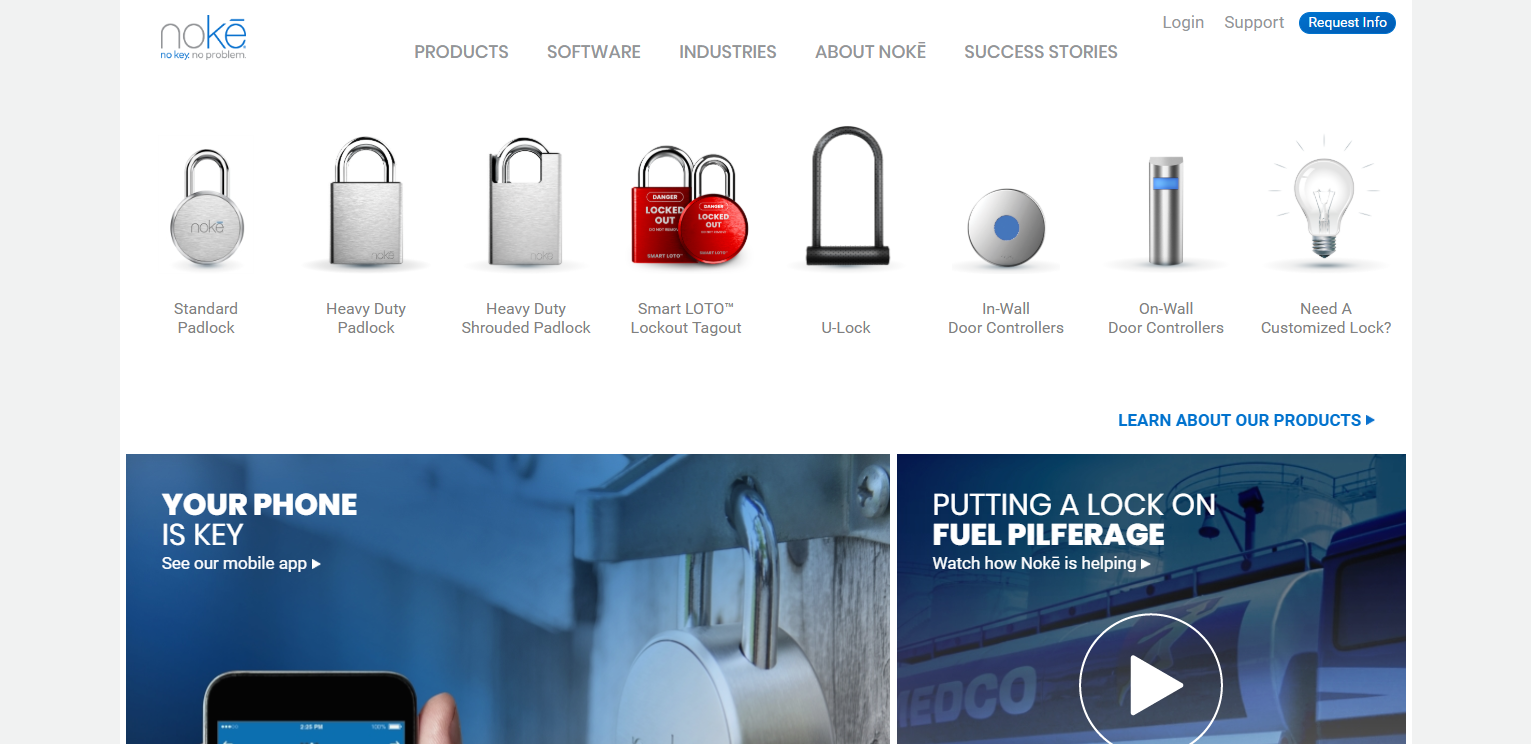 nokē
no key. no problem.
Login
Support
Request Info
PRODUCTS
SOFTWARE
INDUSTRIES
ABOUT NOKĒ
SUCCESS STORIES
nokē
nokē
nokē
DANGER
LOCKED
OUT
DO NOT REMOVE
SMART LOTO™
DANGER
LOCKED
OUT
DO NOT REMOVE
SMART LOTO™
Standard
Padlock
Heavy Duty
Padlock
Heavy Duty
Shrouded Padlock
Smart LOTO™
Lockout Tagout
U-Lock
In-Wall
Door Controllers
On-Wall
Door Controllers
Need A
Customized Lock?
LEARN ABOUT OUR PRODUCTS
YOUR PHONE
IS KEY
See our mobile app
3:25 PM
100%
PUTTING A LOCK ON
FUEL PILFERAGE
Watch how Nokē is helping
EDCO